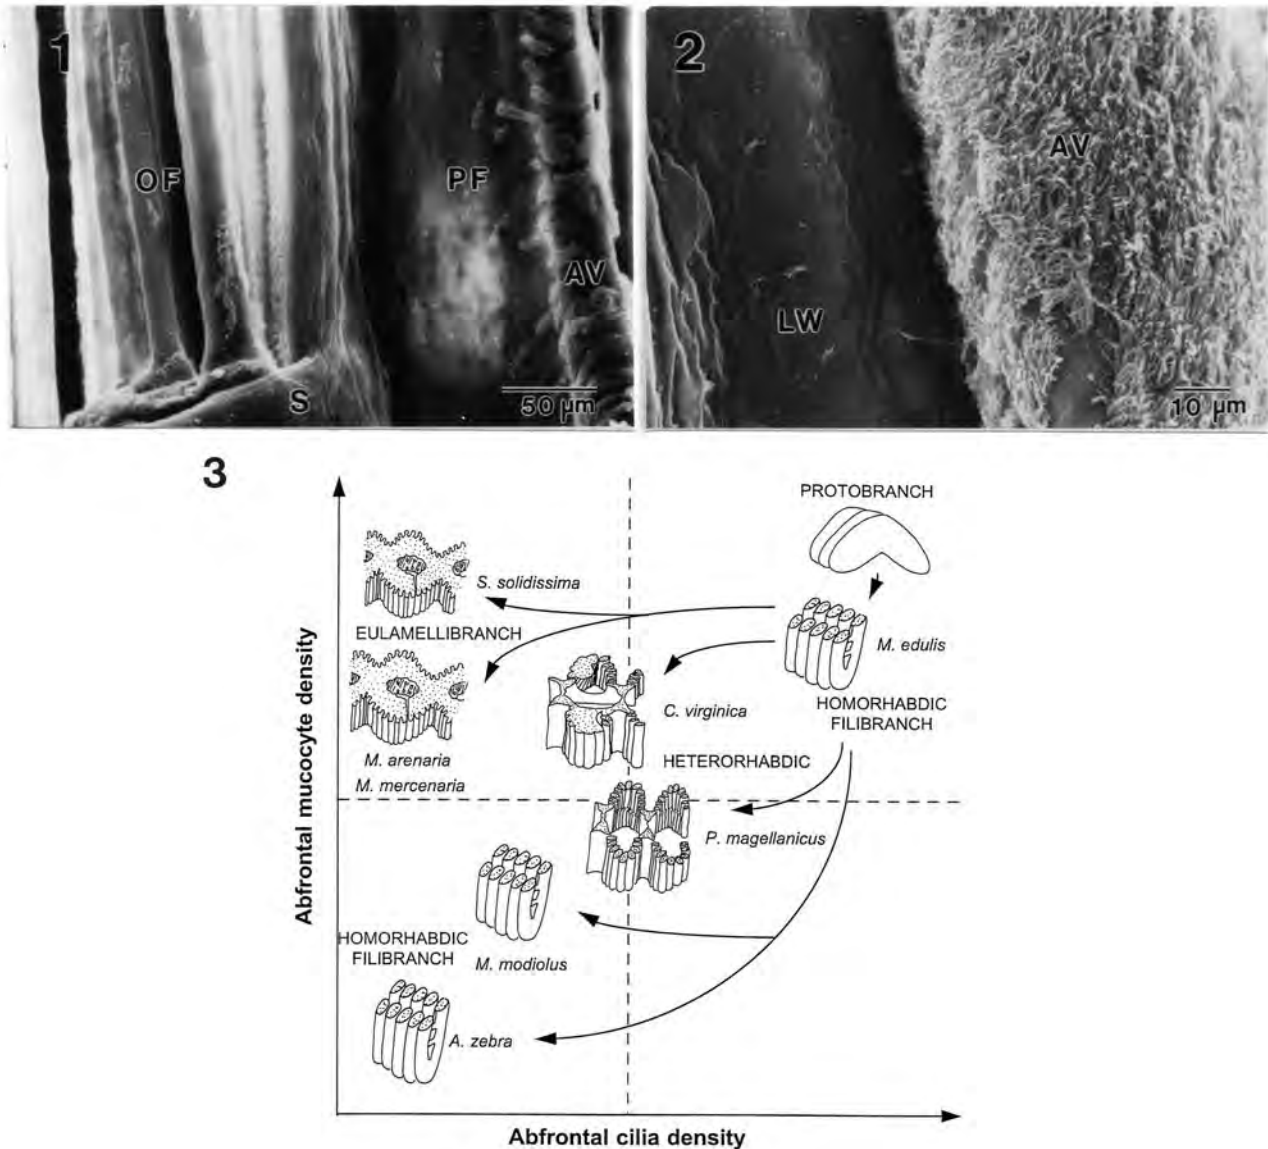 1
OF
PF
AV
S
50 µm
2
AV
LW
10 µm
3
Abfrontal mucocyte density
PROTOBRANCH
S. solidissima
EULAMELLIBRANCH
M. edulis
C. virginica
HOMORHABDIC
FILIBRANCH
M. arenaria
M. mercenaria
HETERORHABDIC
P. magellanicus
HOMORHABDIC
FILIBRANCH
M. modiolus
A. zebra
Abfrontal cilia density